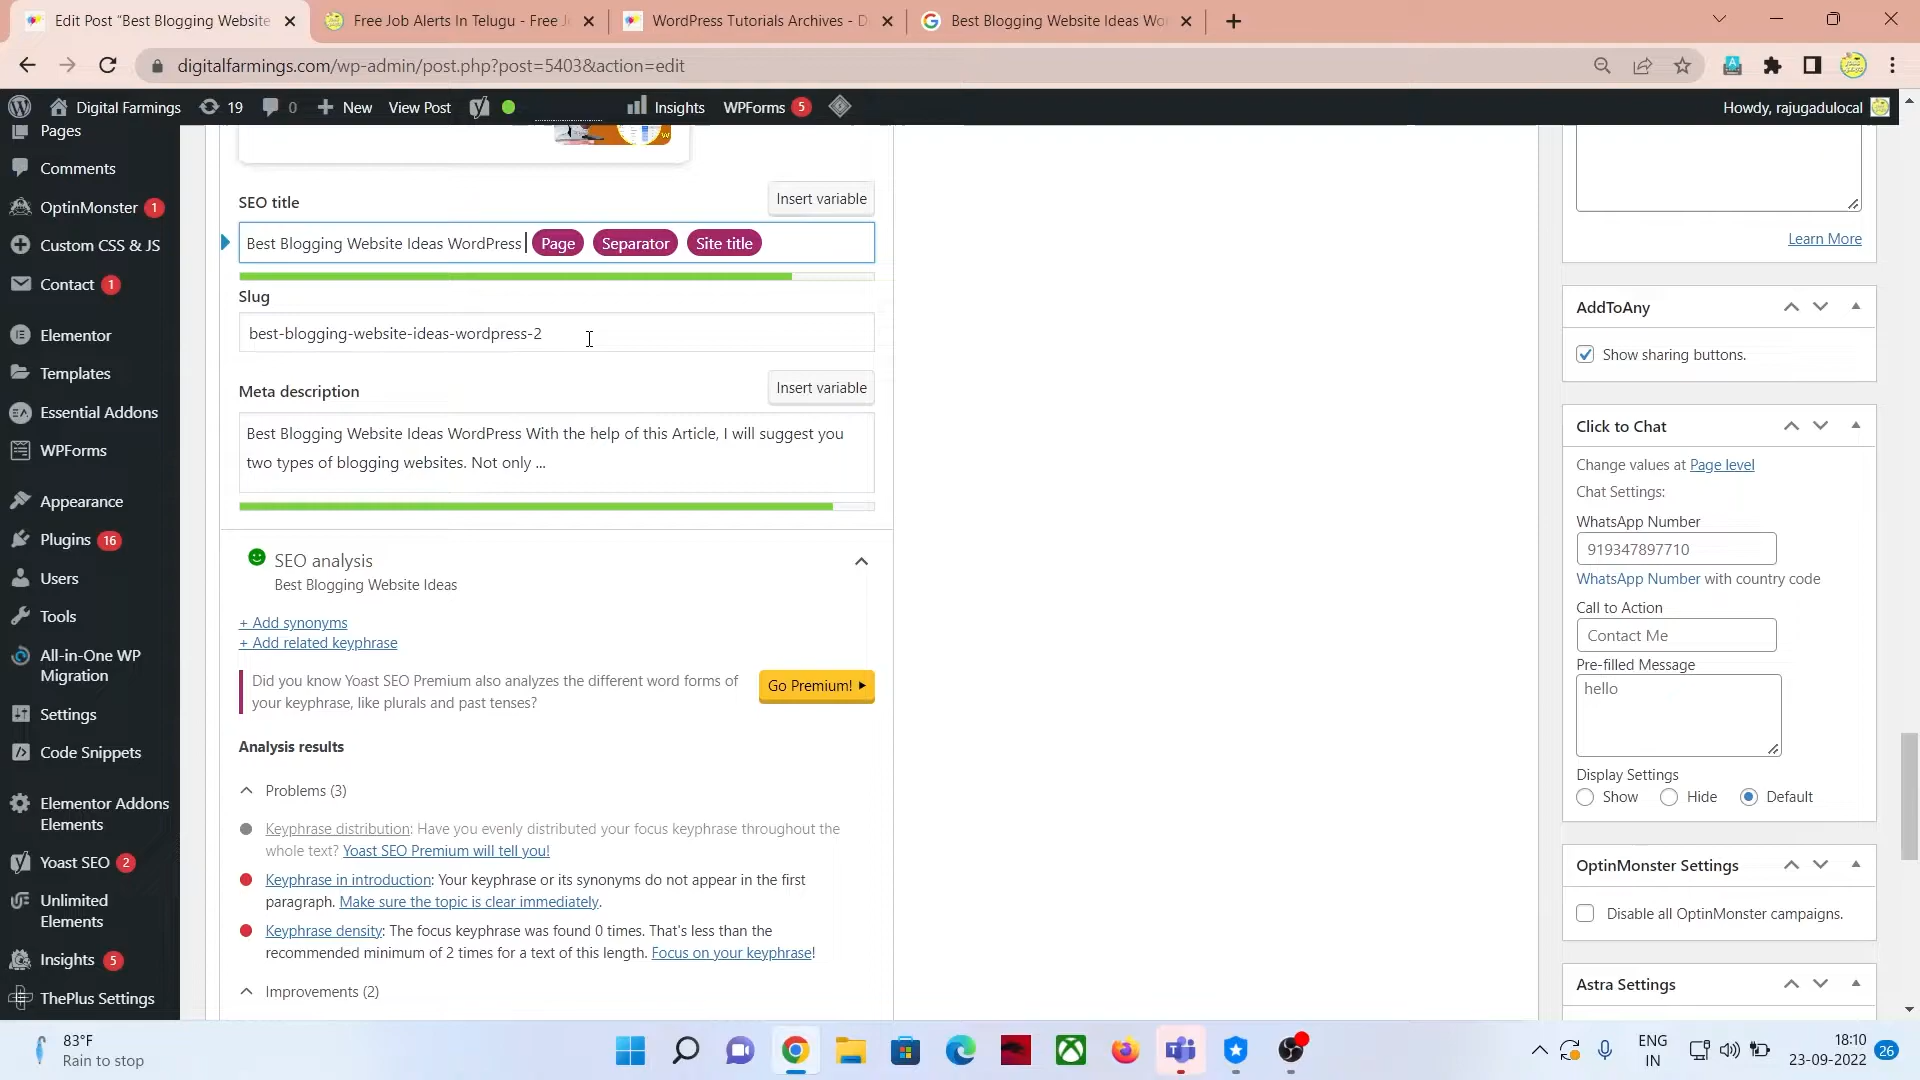 Edit Post "Best Blogging Website
Free Job Alerts In Telugu - Free J
WordPress Tutorials Archives - D
Best Blogging Website Ideas Wo
digitalfarmings.com/wp-admin/post.php?post=5403&action=edit
Digital Farmings
19
0
New
View Post
Insights
WPForms 5
Howdy, rajugadulocal
Pages
Comments
OptinMonster 1
Custom CSS & JS
Contact 1
Elementor
Templates
Essential Addons
WPForms
Appearance
Plugins 16
Users
Tools
All-in-One WP
Migration
Settings
Code Snippets
Elementor Addons
Elements
Yoast SEO 2
Unlimited
Elements
Insights 5
ThePlus Settings
SEO title
Insert variable
Best Blogging Website Ideas WordPress Page Separator Site title
Slug
best-blogging-website-ideas-wordpress-2
Meta description
Insert variable
Best Blogging Website Ideas WordPress With the help of this Article, I will suggest you
two types of blogging websites. Not only ...
SEO analysis
Best Blogging Website Ideas
+ Add synonyms
+ Add related keyphrase
Did you know Yoast SEO Premium also analyzes the different word forms of
your keyphrase, like plurals and past tenses?
Go Premium!
Analysis results
Problems (3)
Keyphrase distribution: Have you evenly distributed your focus keyphrase throughout the
whole text? Yoast SEO Premium will tell you!
Keyphrase in introduction: Your keyphrase or its synonyms do not appear in the first
paragraph. Make sure the topic is clear immediately.
Keyphrase density: The focus keyphrase was found 0 times. That's less than the
recommended minimum of 2 times for a text of this length. Focus on your keyphrase!
Improvements (2)
Learn More
AddToAny
Show sharing buttons.
Click to Chat
Change values at Page level
Chat Settings:
WhatsApp Number
919347897710
WhatsApp Number with country code
Call to Action
Contact Me
Pre-filled Message
hello
Display Settings
Show
Hide
Default
OptinMonster Settings
Disable all OptinMonster campaigns.
Astra Settings
83°F
Rain to stop
ENG
IN
18:10
23-09-2022
26